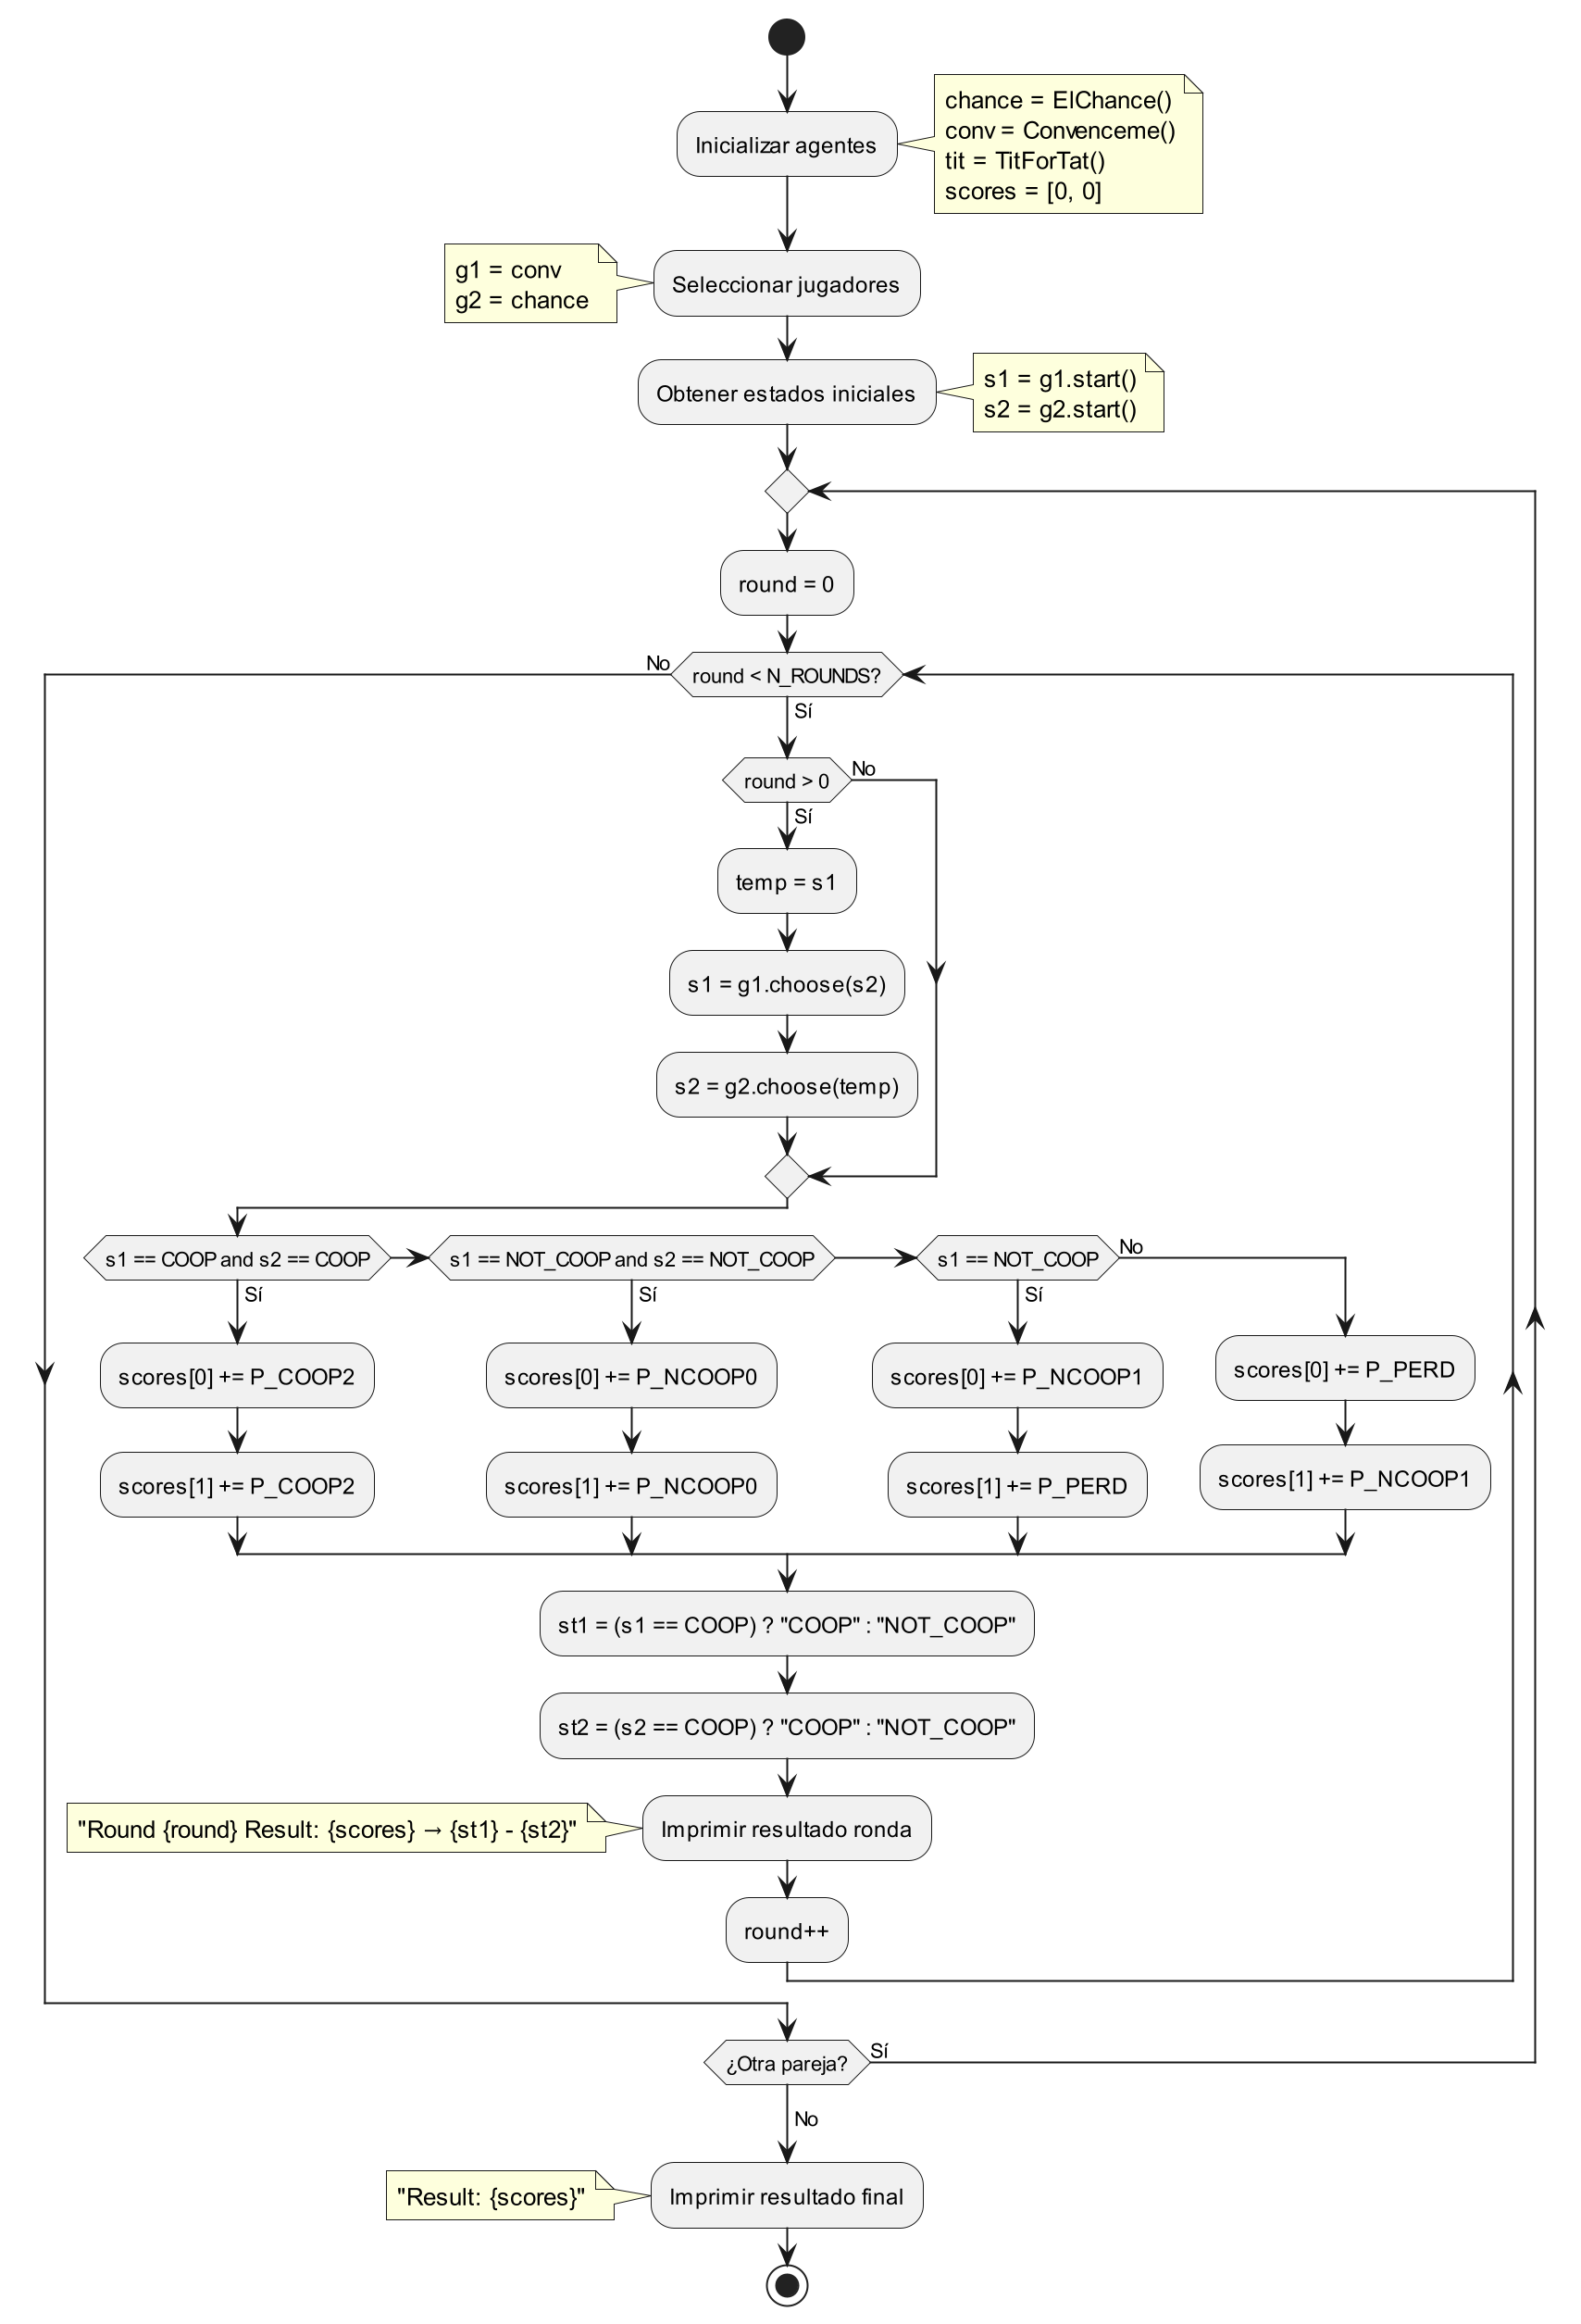 Inicializar agentes
chance = ElChance()
conv = Convenceme()
tit = TitForTat()
scores = [0, 0]
g1 = conv
g2 = chance
Seleccionar jugadores
Obtener estados iniciales
s1 = g1.start()
s2 = g2.start()
round = 0
No
round < N_ROUNDS?
Sí
round > 0
No
Sí
temp = s1
s1 = g1.choose(s2)
s2 = g2.choose(temp)
s1 == COOP and s2 == COOP
Sí
s1 == NOT_COOP and s2 == NOT_COOP
Sí
s1 == NOT_COOP
No
Sí
scores[0] += P_COOP2
scores[1] += P_COOP2
scores[0] += P_NCOOP0
scores[1] += P_NCOOP0
scores[0] += P_NCOOP1
scores[1] += P_PERD
scores[0] += P_PERD
scores[1] += P_NCOOP1
st1 = (s1 == COOP) ? "COOP" : "NOT_COOP"
st2 = (s2 == COOP) ? "COOP" : "NOT_COOP"
"Round {round} Result: {scores} → {st1} - {st2}"
Imprimir resultado ronda
round++
¿Otra pareja?
Sí
No
"Result: {scores}"
Imprimir resultado final